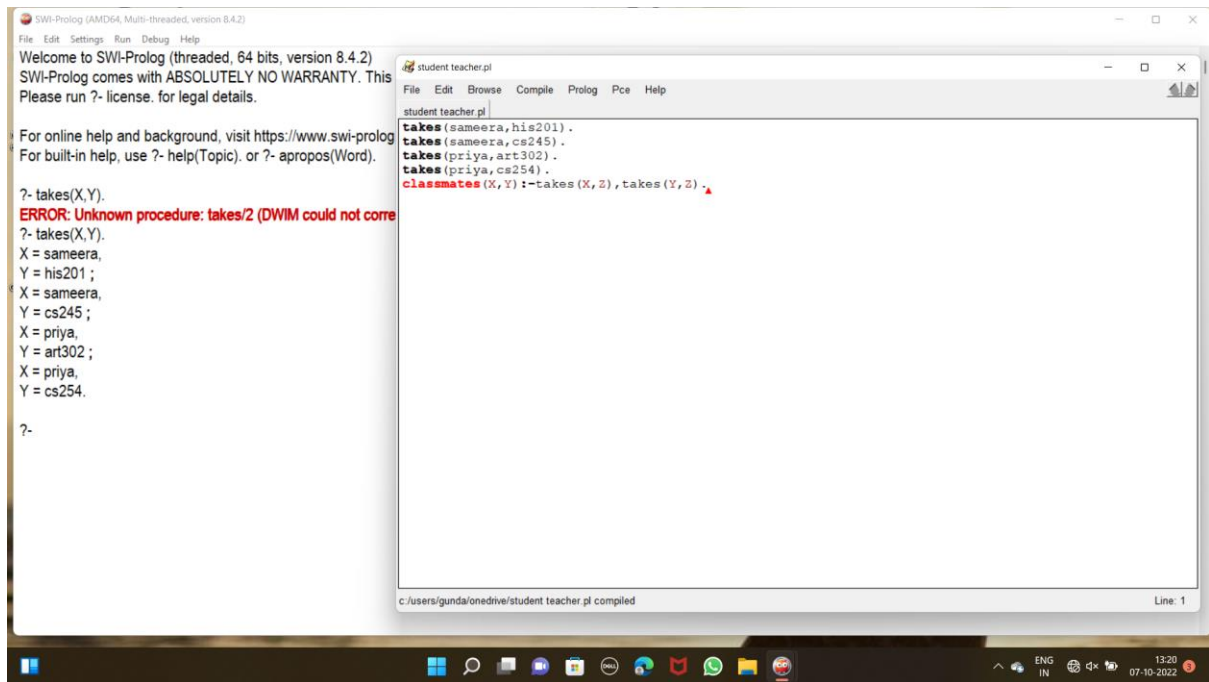 SWI-Prolog (AMD64, Multi-threaded, version 8.4.2)
File Edit Settings Run Debug Help
Welcome to SWI-Prolog (threaded, 64 bits, version 8.4.2)
SWI-Prolog comes with ABSOLUTELY NO WARRANTY. This
Please run ?- license. for legal details.
For online help and background, visit https://www.swi-prolog
For built-in help, use ?- help(Topic). or ?- apropos(Word).
?- takes(X,Y).
ERROR: Unknown procedure: takes/2 (DWIM could not corre
?- takes(X,Y).
X = sameera,
Y = his201 ;
X = sameera,
Y = cs245 ;
X = priya,
Y = art302 ;
X = priya,
Y = cs254.
?-
student teacher.pl
File Edit Browse Compile Prolog Pce Help
student teacher.pl
takes(sameera,his201).
takes(sameera,cs245).
takes(priya,art302).
takes(priya,cs254).
classmates(X,Y):-takes(X,Z),takes(Y,Z).
c:/users/gunda/onedrive/student teacher.pl compiled
Line: 1
DELL
ENG
IN
13:20
07-10-2022
3